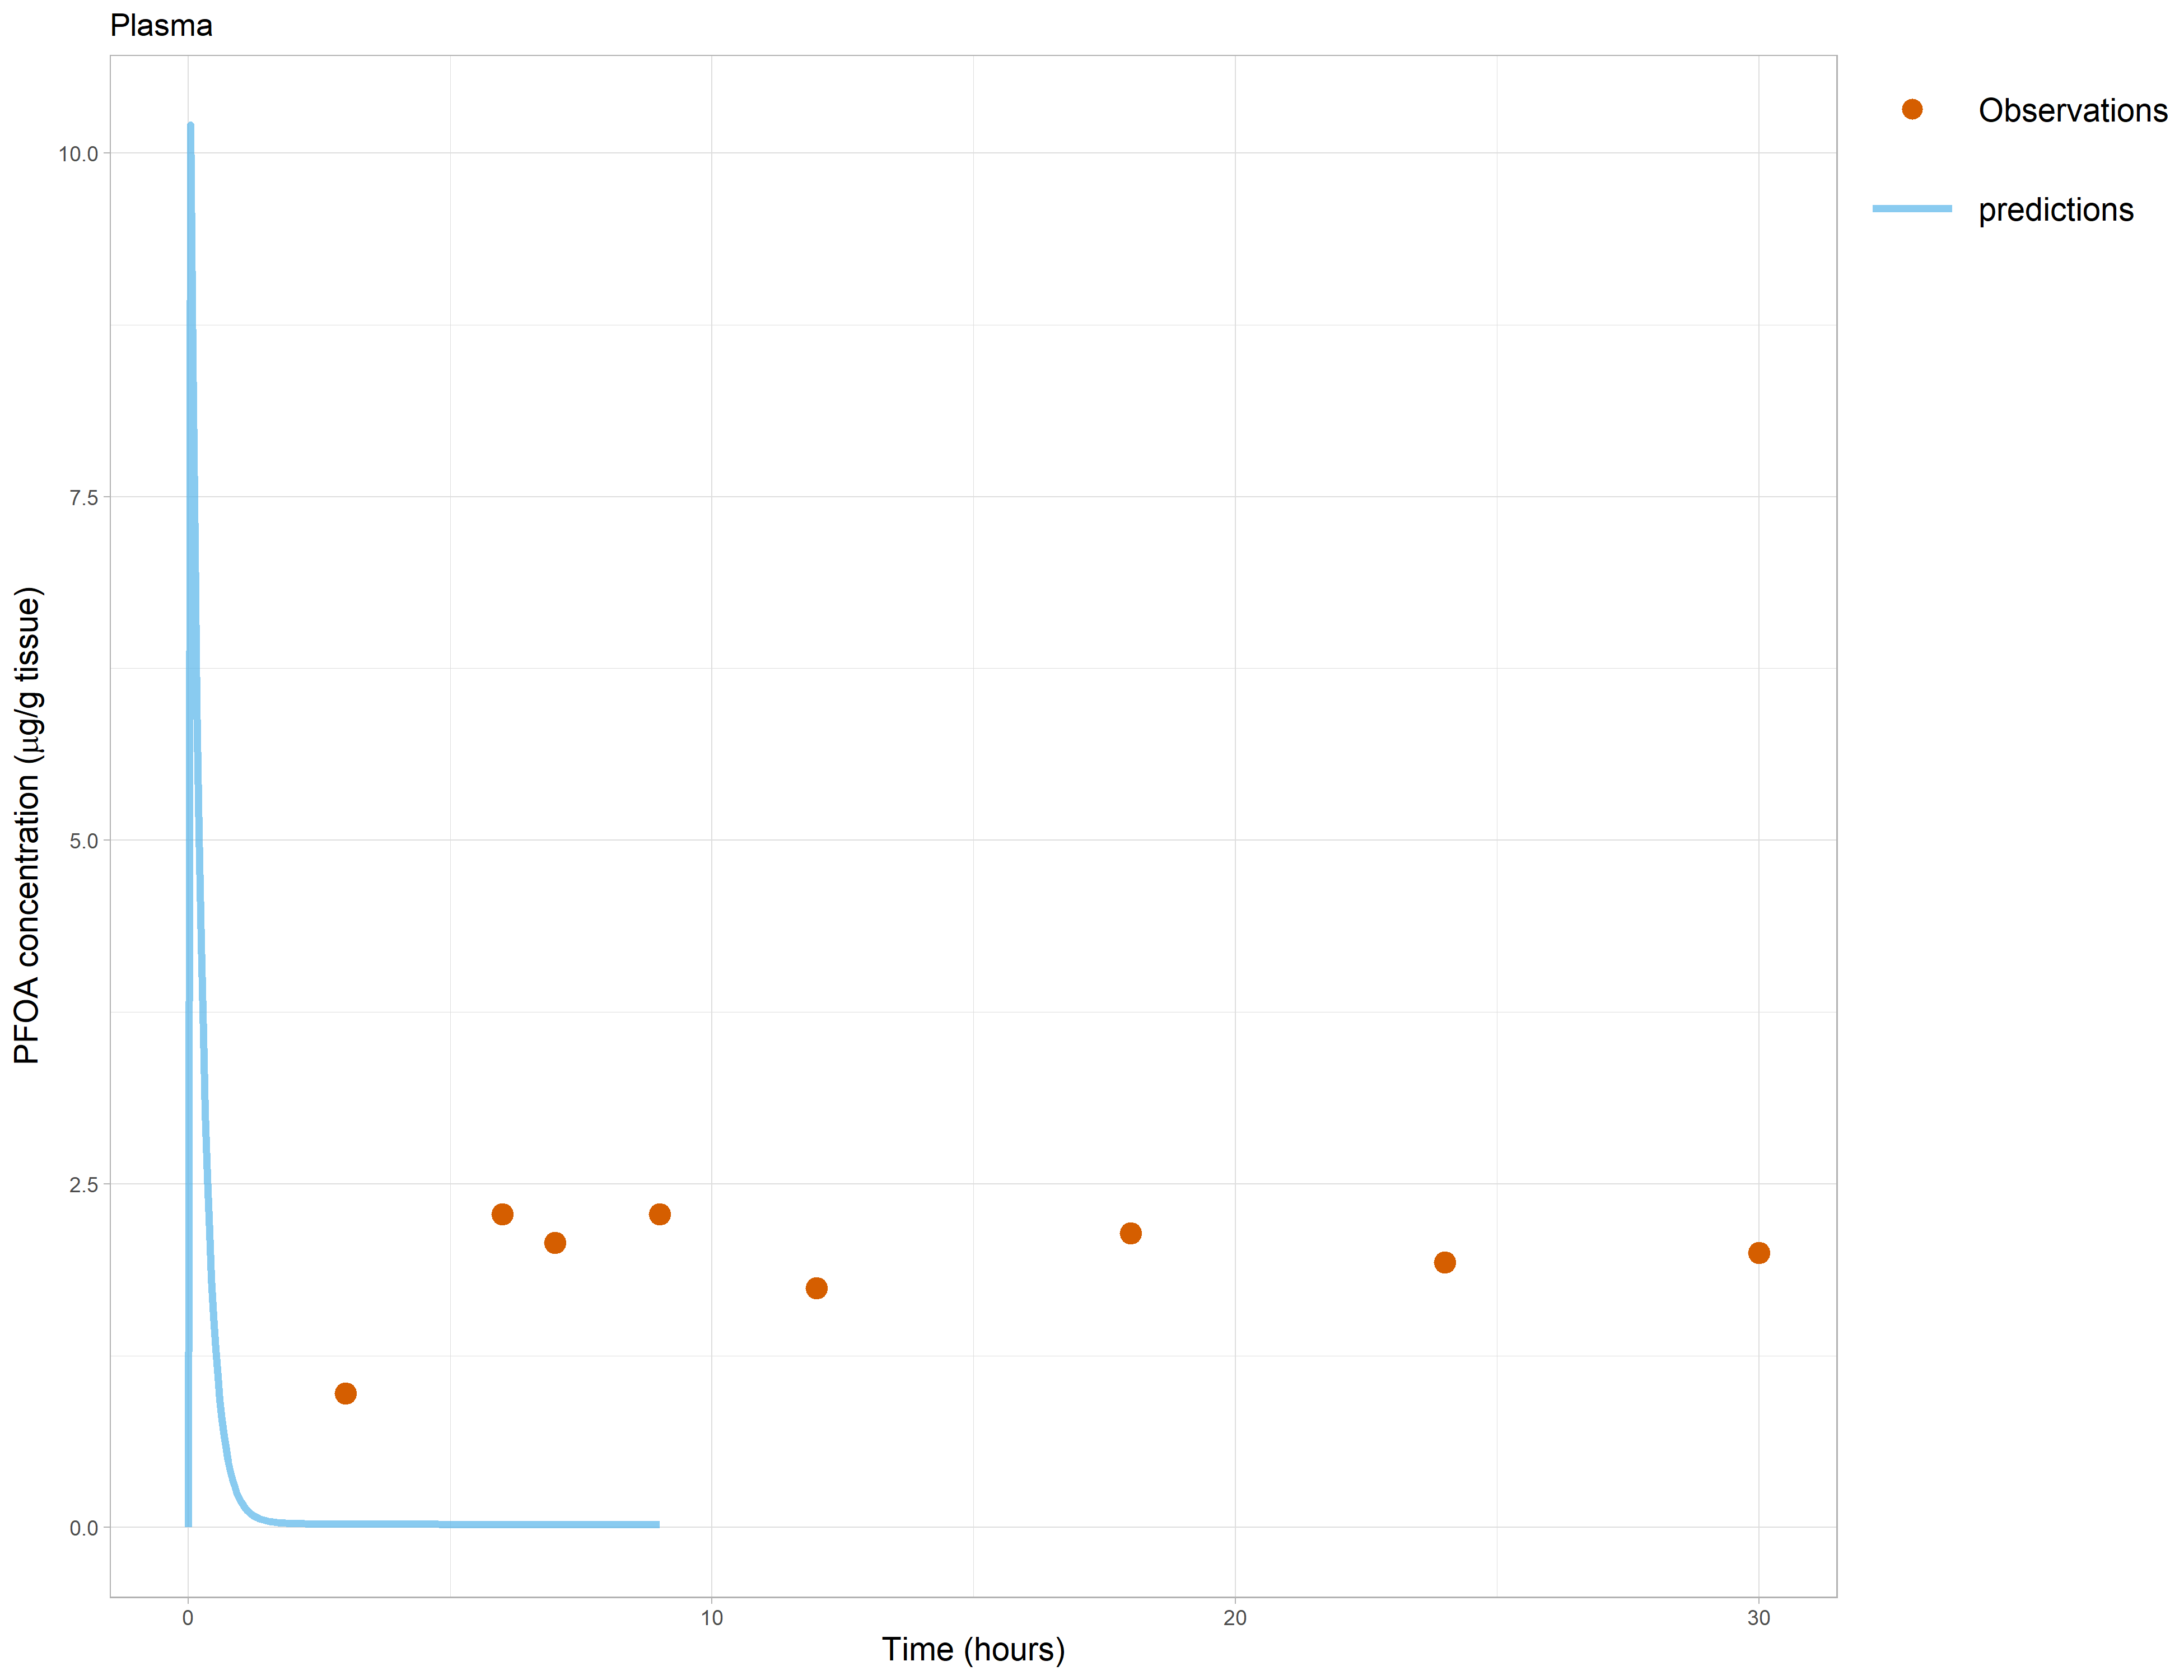 Plasma
Observations
predictions
PFOA concentration (μg/g tissue)
10.0
7.5
5.0
2.5
0.0
0 10 20 30
Time (hours)